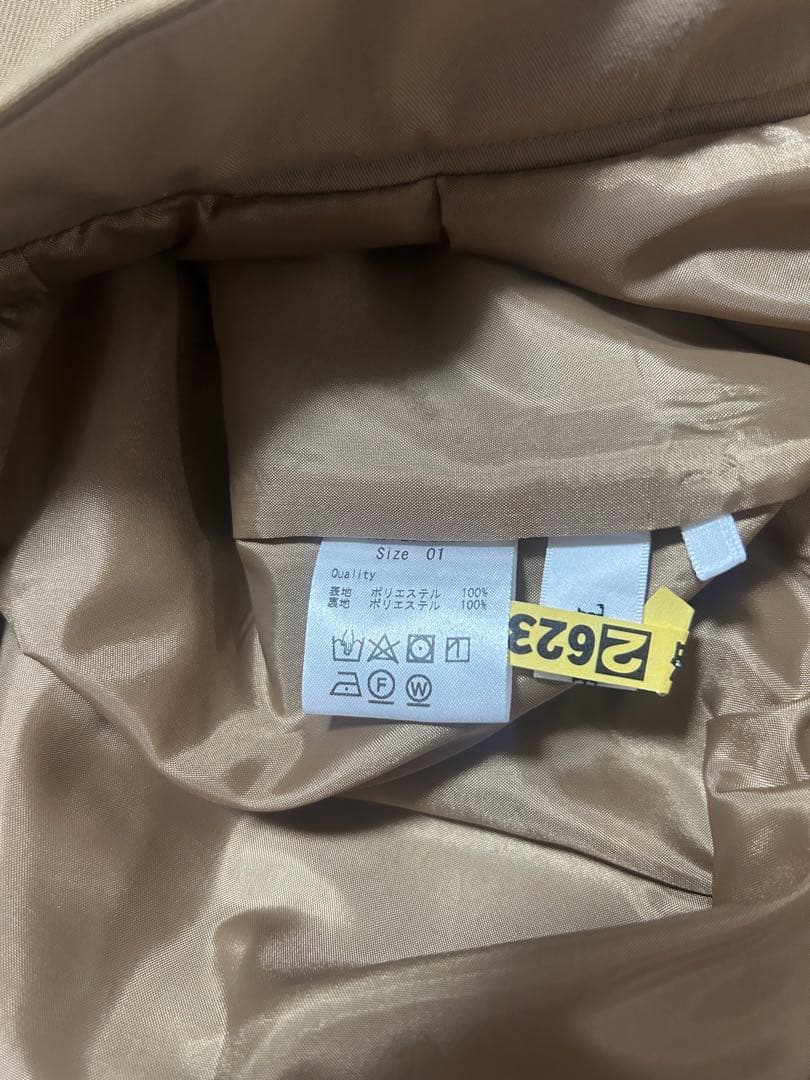 Size 01
Quality
表地 ポリエステル 100%
裏地 ポリエステル 100%
F
W
2623